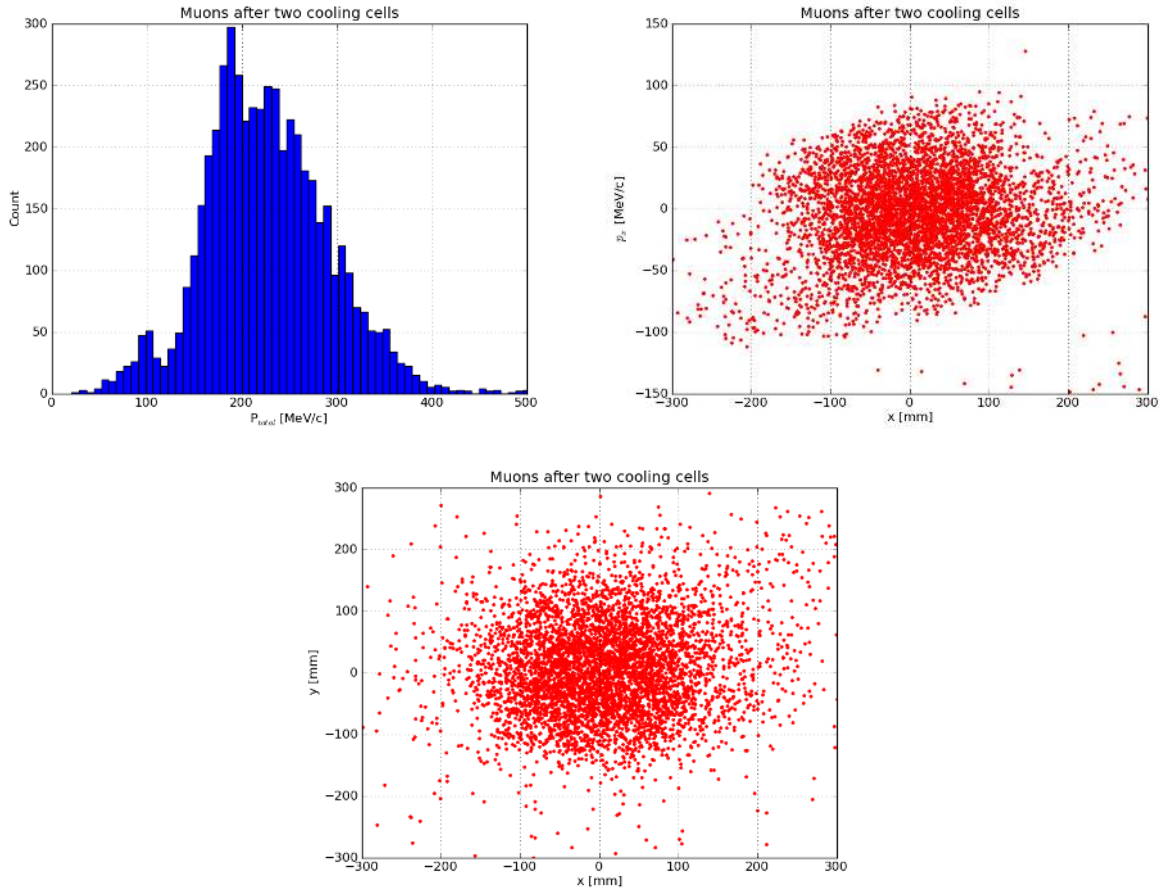 Muons after two cooling cells
300
250
200
150
100
50
0
Count
0 100 200 300 400 500
P_total [MeV/c]
Muons after two cooling cells
150
100
50
0
−50
−100
−150
p_x [MeV/c]
−300 −200 −100 0 100 200 300
x [mm]
Muons after two cooling cells
300
200
100
0
−100
−200
−300
y [mm]
−300 −200 −100 0 100 200 300
x [mm]